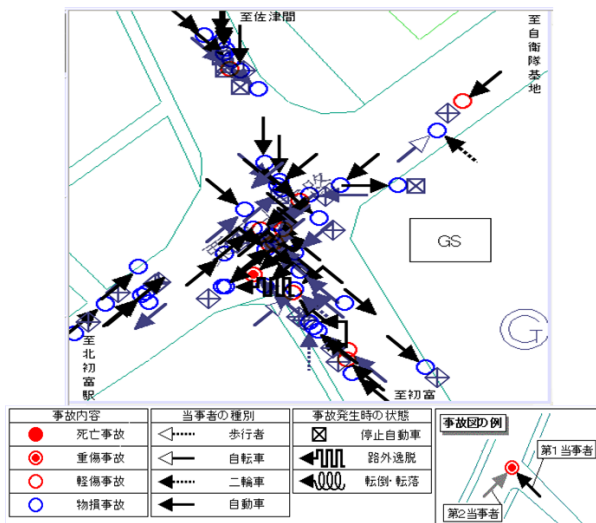 至佐津間
至自衛隊基地
GS
至北初富駅
至初富
事故内容
死亡事故
重傷事故
軽傷事故
物損事故
当事者の種別
歩行者
自転車
二輪車
自動車
事故発生時の状態
停止自動車
路外逸脱
転倒・転落
事故図の例
第1当事者
第2当事者